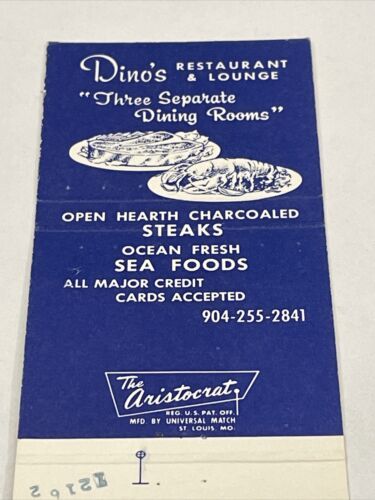 Dino's RESTAURANT
& LOUNGE
"Three Separate
Dining Rooms"
OPEN HEARTH CHARCOALED
STEAKS
OCEAN FRESH
SEA FOODS
ALL MAJOR CREDIT
CARDS ACCEPTED
904-255-2841
The
Aristocrat
REG. U.S. PAT. OFF.
MFD BY UNIVERSAL MATCH
ST. LOUIS, MO.